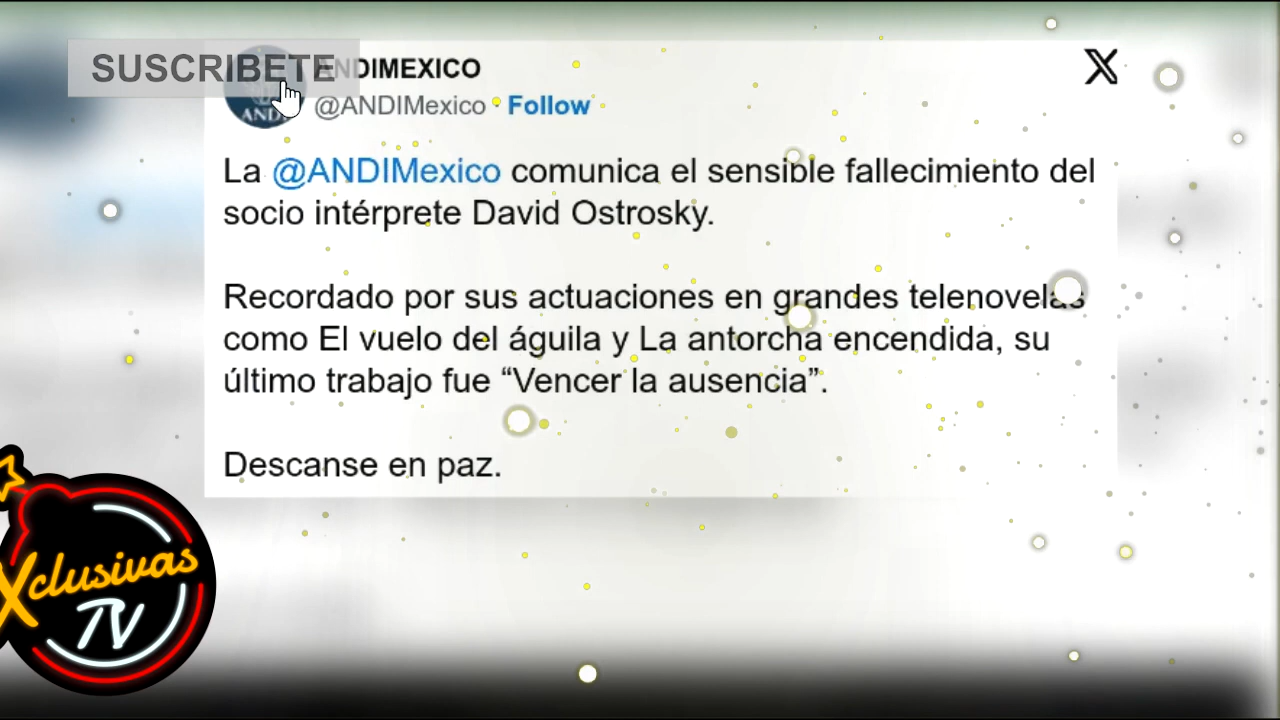 SUSCRIBETE
ANDIMEXICO
@ANDIMexico · Follow
La @ANDIMexico comunica el sensible fallecimiento del
socio intérprete David Ostrosky.
Recordado por sus actuaciones en grandes telenovelas
como El vuelo del águila y La antorcha encendida, su
último trabajo fue “Vencer la ausencia”.
Descanse en paz.
ANDI
Xclusivas
TV